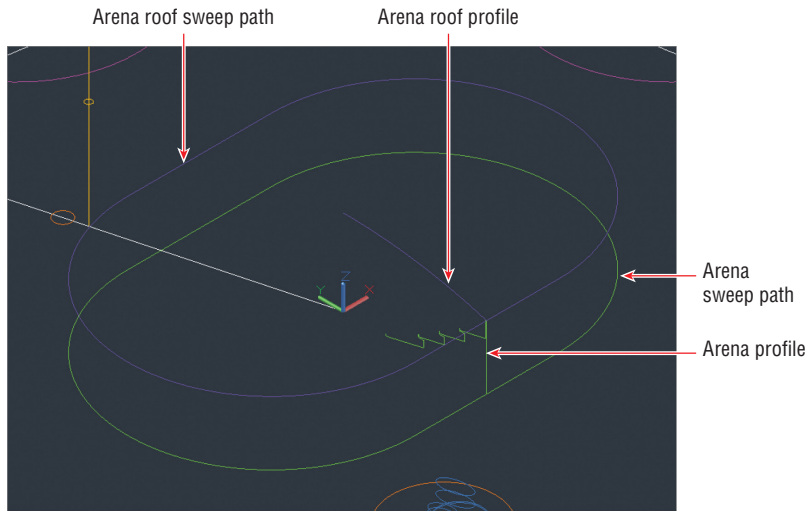 Arena roof sweep path
Arena roof profile
Z
Y
X
Arena
sweep path
Arena profile